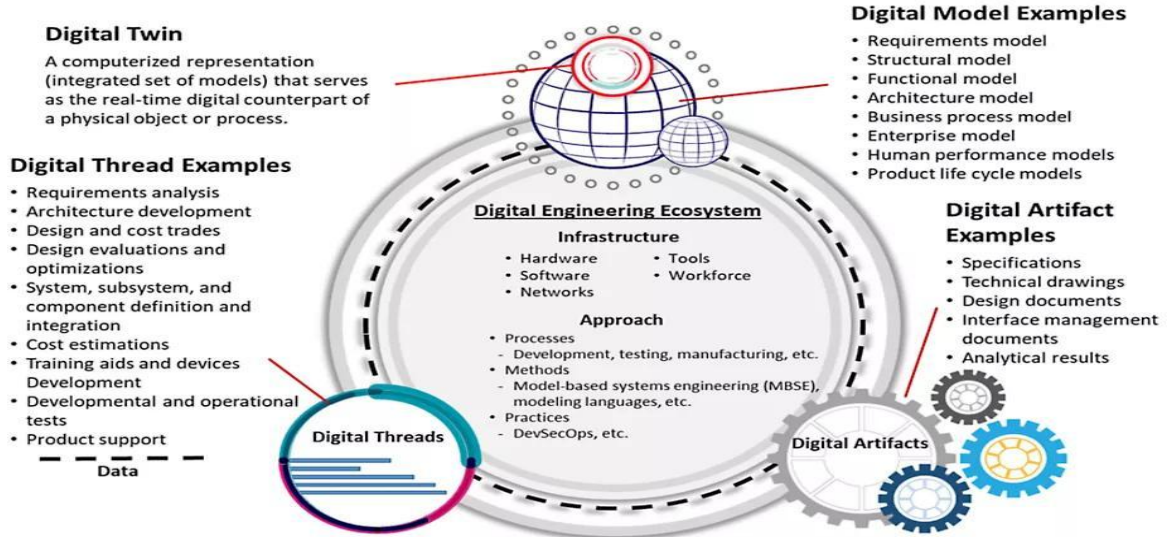 Digital Twin
A computerized representation
(integrated set of models) that serves
as the real-time digital counterpart of
a physical object or process.
Digital Thread Examples
• Requirements analysis
• Architecture development
• Design and cost trades
• Design evaluations and
optimizations
• System, subsystem, and
component definition and
integration
• Cost estimations
• Training aids and devices
Development
• Developmental and operational
tests
• Product support
Data
Digital Engineering Ecosystem
Infrastructure
• Hardware
• Software
• Networks
• Tools
• Workforce
Approach
• Processes
- Development, testing, manufacturing, etc.
• Methods
- Model-based systems engineering (MBSE),
modeling languages, etc.
• Practices
- DevSecOps, etc.
Digital Threads
Digital Artifacts
Digital Model Examples
• Requirements model
• Structural model
• Functional model
• Architecture model
• Business process model
• Enterprise model
• Human performance models
• Product life cycle models
Digital Artifact
Examples
• Specifications
• Technical drawings
• Design documents
• Interface management
documents
• Analytical results